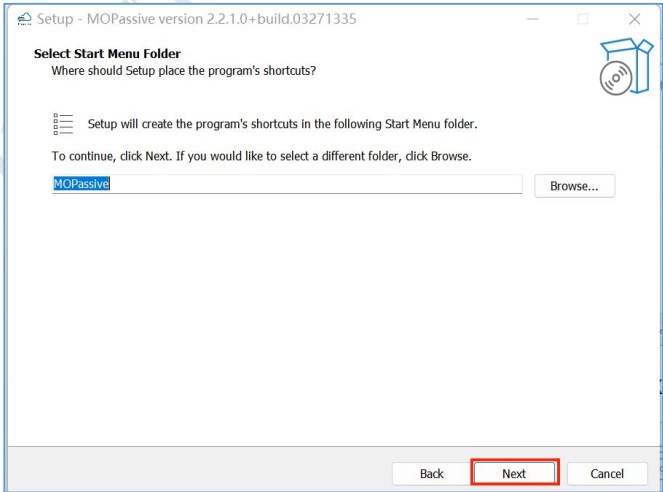 Setup - MOPassive version 2.2.1.0+build.03271335
Select Start Menu Folder
Where should Setup place the program's shortcuts?
Setup will create the program's shortcuts in the following Start Menu folder.
To continue, click Next. If you would like to select a different folder, click Browse.
MOPassive
Browse...
Back
Next
Cancel